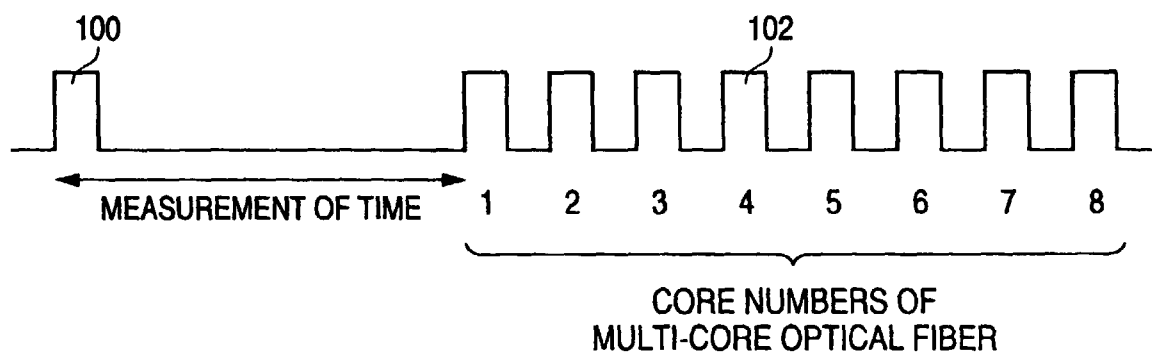 100
102
MEASUREMENT OF TIME
1 2 3 4 5 6 7 8
CORE NUMBERS OF
MULTI-CORE OPTICAL FIBER